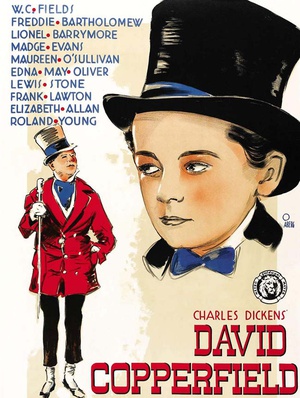 W.C. FIELDS
FREDDIE · BARTHOLOMEW
LIONEL · BARRYMORE
MADGE · EVANS
MAUREEN · O'SULLIVAN
EDNA · MAY · OLIVER
LEWIS · STONE
FRANK · LAWTON
ELIZABETH · ALLAN
ROLAND · YOUNG
CHARLES DICKENS'
DAVID
COPPERFIELD